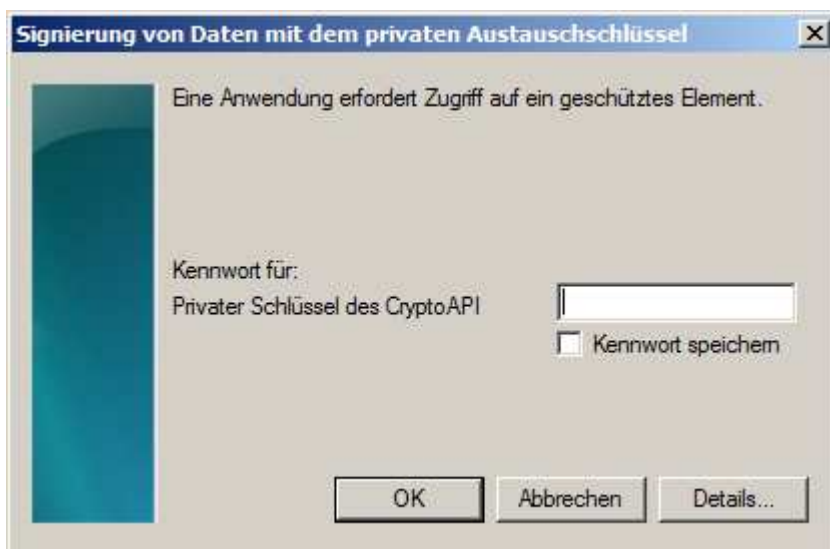 Signierung von Daten mit dem privaten Austauschschlüssel
Eine Anwendung erfordert Zugriff auf ein geschütztes Element.
Kennwort für:
Privater Schlüssel des CryptoAPI
Kennwort speichern
OK
Abbrechen
Details...